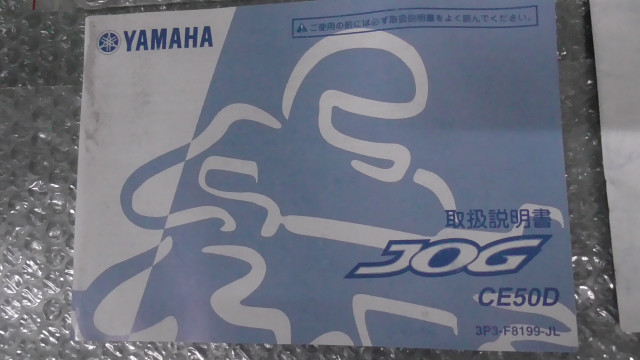 YAMAHA
⚠ご使用の前には必ず取扱説明書をよく読んでください。
取扱説明書
JOG
CE50D
3P3-F8199-JL